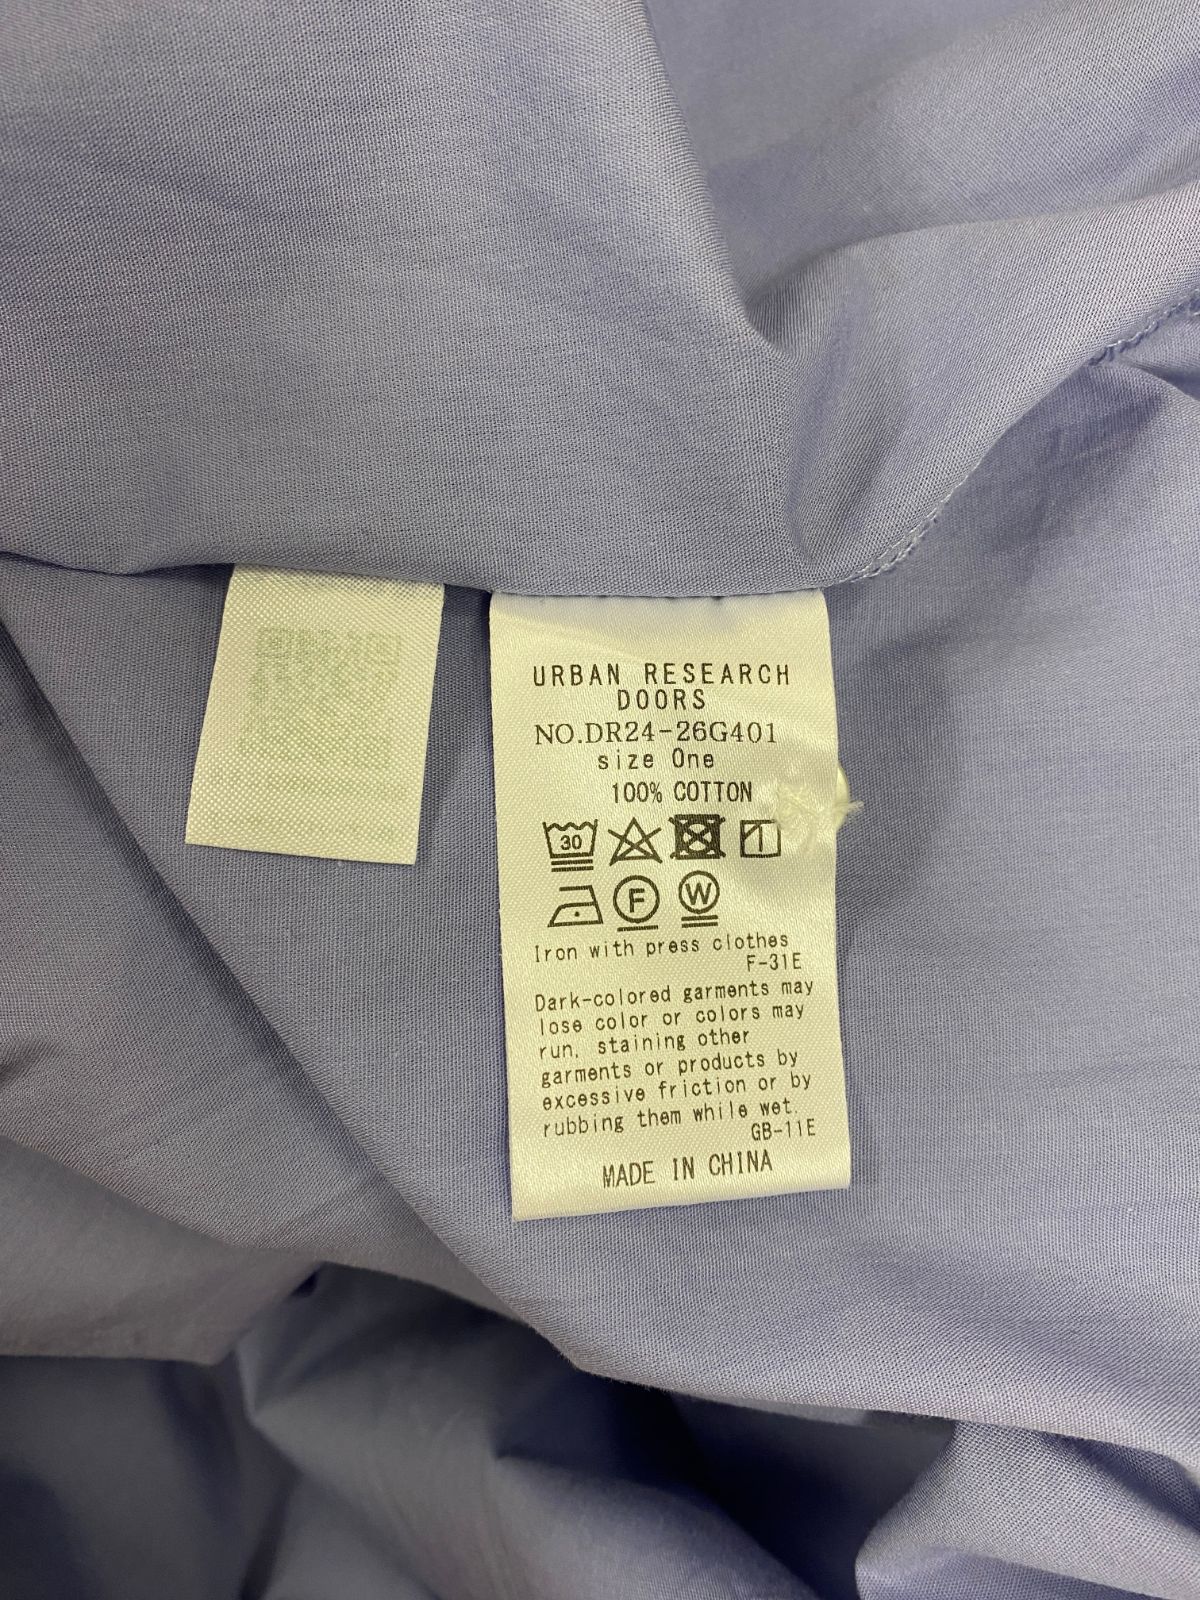 URBAN RESEARCH
DOORS
NO.DR24-26G401
size One
100% COTTON
30
F
W
Iron with press clothes
F-31E
Dark-colored garments may
lose color or colors may
run, staining other
garments or products by
excessive friction or by
rubbing them while wet.
GB-11E
MADE IN CHINA